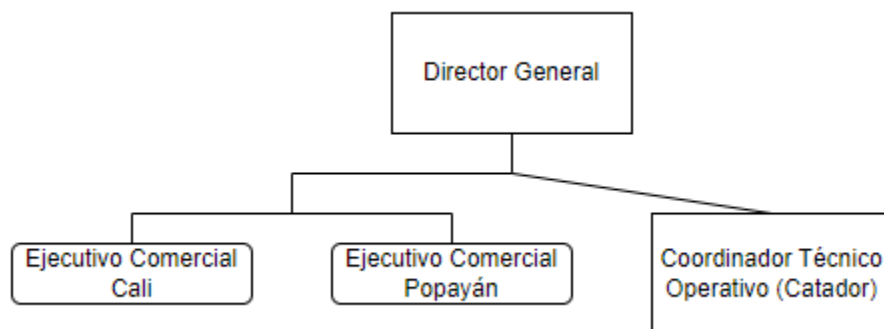 Director General
Ejecutivo Comercial
Cali
Ejecutivo Comercial
Popayán
Coordinador Técnico
Operativo (Catador)